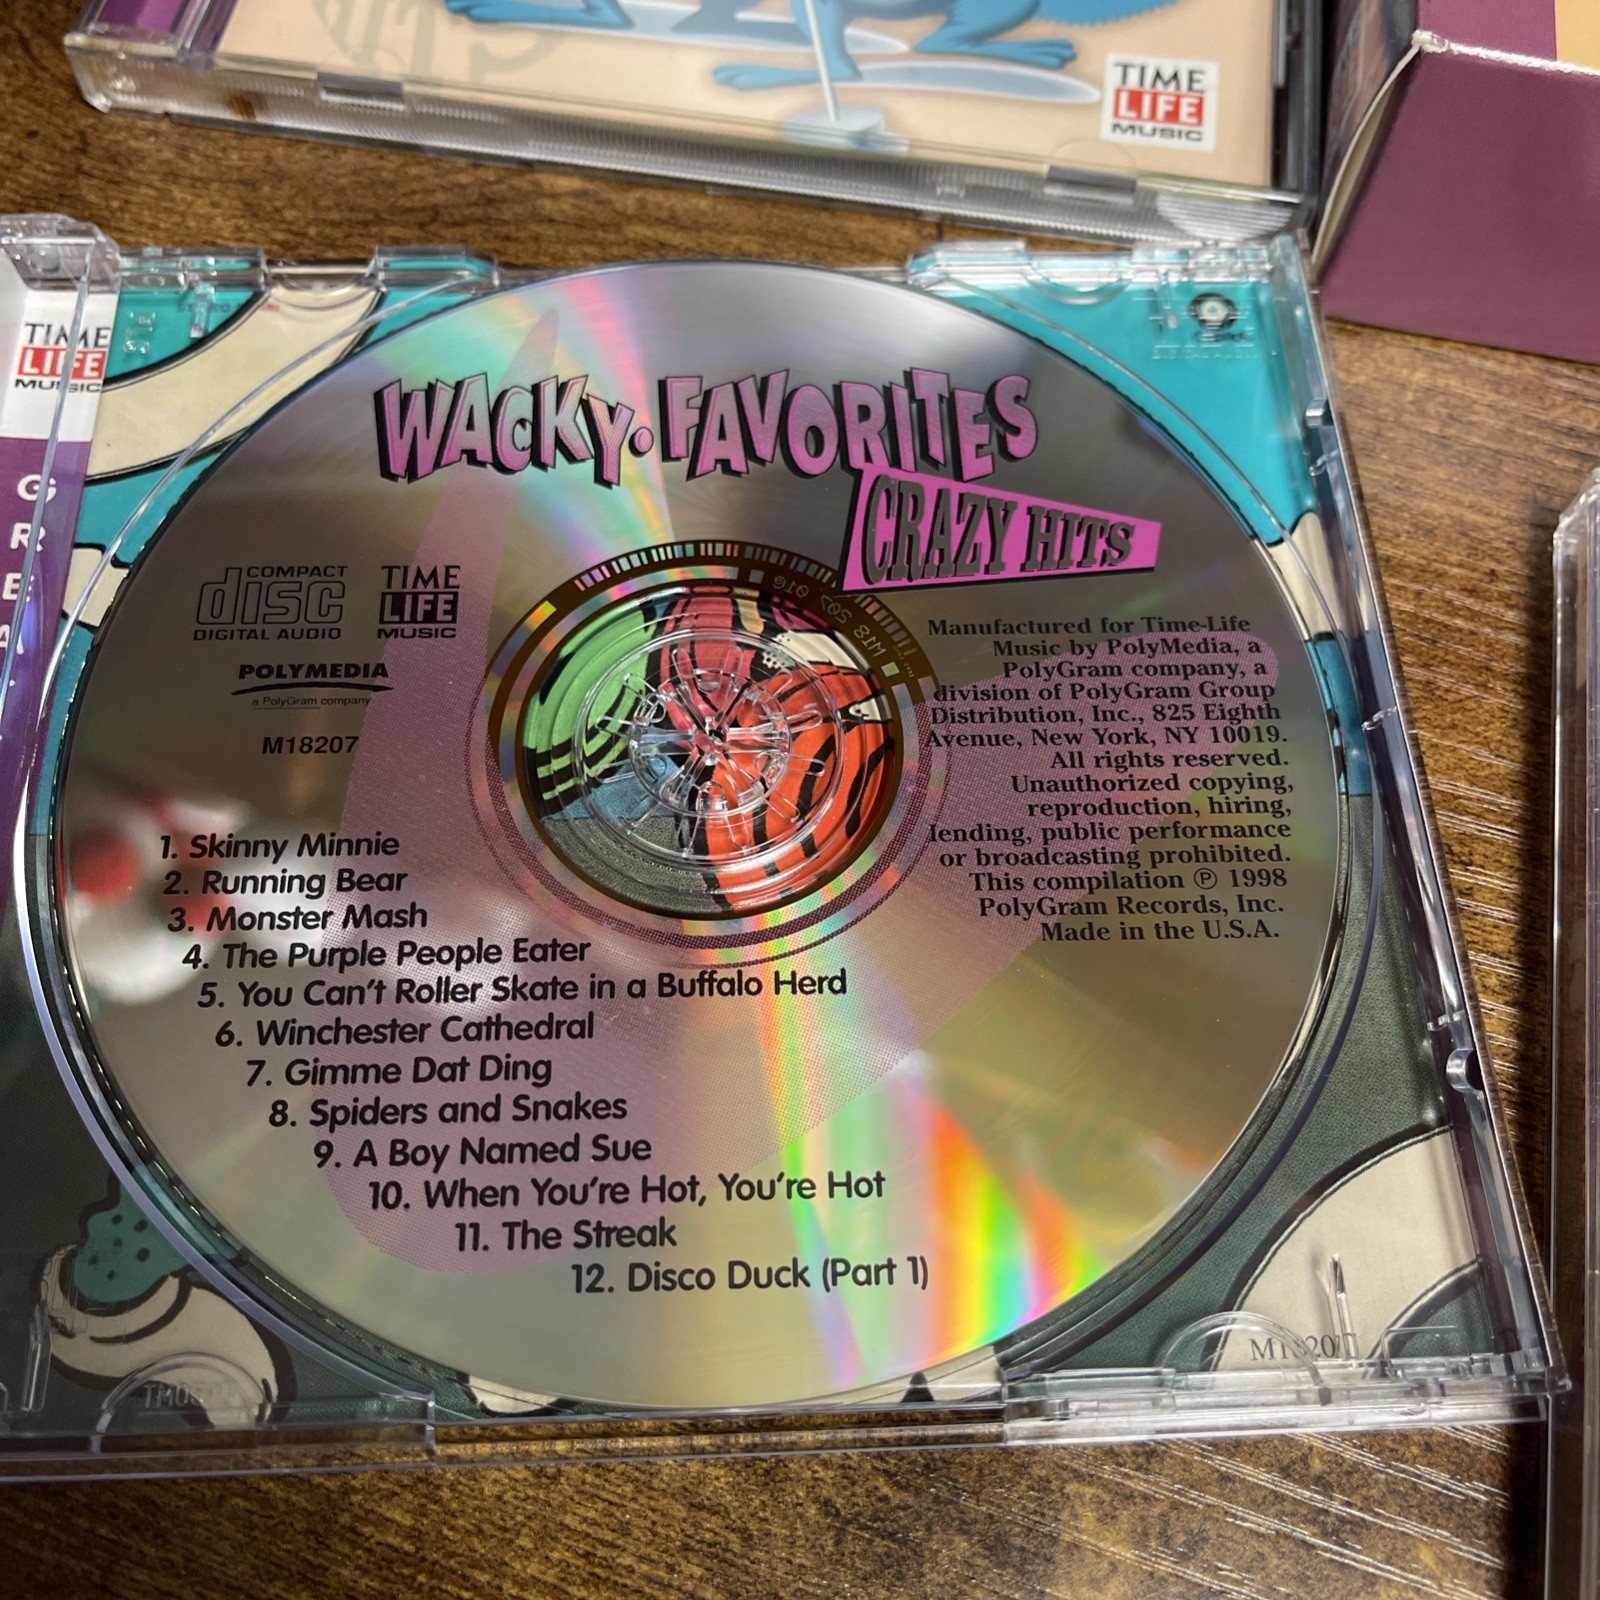 TIME
LIFE
MUSIC
TIME
LIFE
MUSIC
G
R
E
A
WACKY FAVORITES
CRAZY HITS
COMPACT
disc
DIGITAL AUDIO
TIME
LIFE
MUSIC
POLYMEDIA
a PolyGram company
M18207
Manufactured for Time-Life
Music by PolyMedia, a
PolyGram company, a
division of PolyGram Group
Distribution, Inc., 825 Eighth
Avenue, New York, NY 10019.
All rights reserved.
Unauthorized copying,
reproduction, hiring,
lending, public performance
or broadcasting prohibited.
This compilation ℗ 1998
PolyGram Records, Inc.
Made in the U.S.A.
1. Skinny Minnie
2. Running Bear
3. Monster Mash
4. The Purple People Eater
5. You Can't Roller Skate in a Buffalo Herd
6. Winchester Cathedral
7. Gimme Dat Ding
8. Spiders and Snakes
9. A Boy Named Sue
10. When You're Hot, You're Hot
11. The Streak
12. Disco Duck (Part 1)
M18207